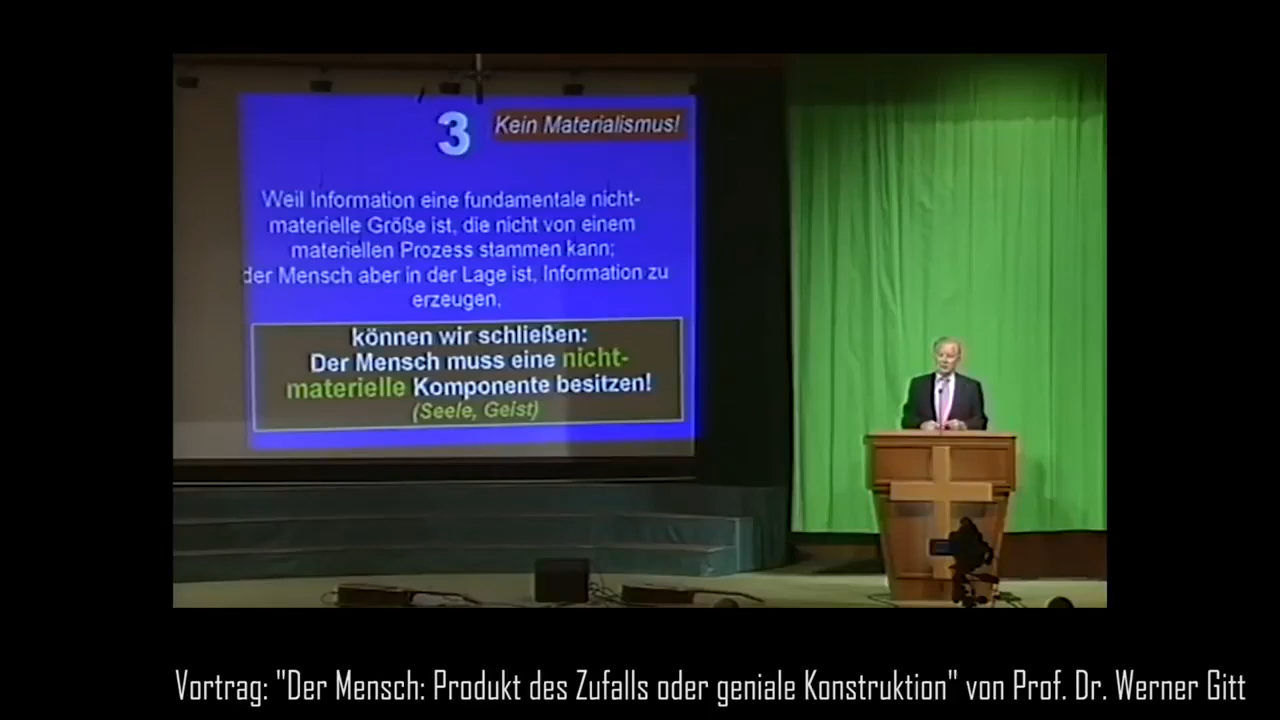 3
Kein Materialismus!
Weil Information eine fundamentale nicht-
materielle Größe ist, die nicht von einem
materiellen Prozess stammen kann;
der Mensch aber in der Lage ist, Information zu
erzeugen,
können wir schließen:
Der Mensch muss eine nicht-
materielle Komponente besitzen!
(Seele, Geist)
Vortrag: "Der Mensch: Produkt des Zufalls oder geniale Konstruktion" von Prof. Dr. Werner Gitt